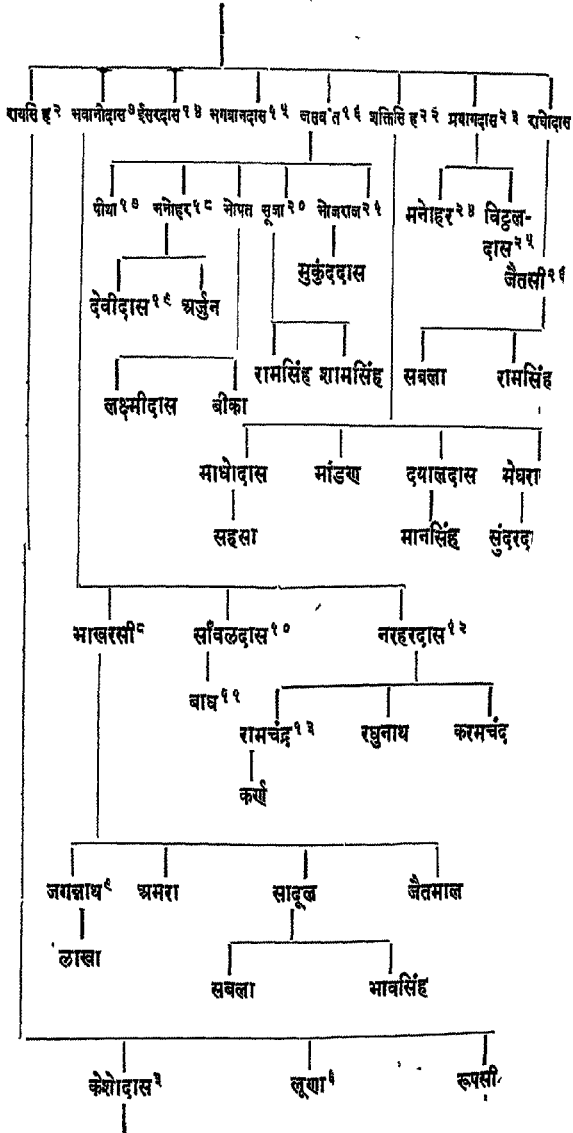 रायसिंह२ भवानीदास७ ईसरदास१४ भगवानदास१५ जसवंत१६ शक्तिसिंह२२ प्रयागदास२३ राघोदास
पीथा१७ मनोहर१८ गोपत सूजा२० भोजराज२१ मनोहर२४ विट्ठल-
दास२५
मुकुंददास जैतसी२६
देवीदास१९ अर्जुन
रामसिंह शामसिंह सबला रामसिंह
लक्ष्मीदास बीका
माधोदास मांडण दयालदास मेघरा
सहसा मानसिंह सुंदरदा
भाखरसी८ साँवलदास१० नरहरदास१२
बाघ११
रामचंद्र१३ रघुनाथ करमचंद
कर्ण
जगन्नाथ९ अमरा सादूल जैतमाल
लाखा
सबला भावसिंह
केशोदास३ लूणा६ रूपसी